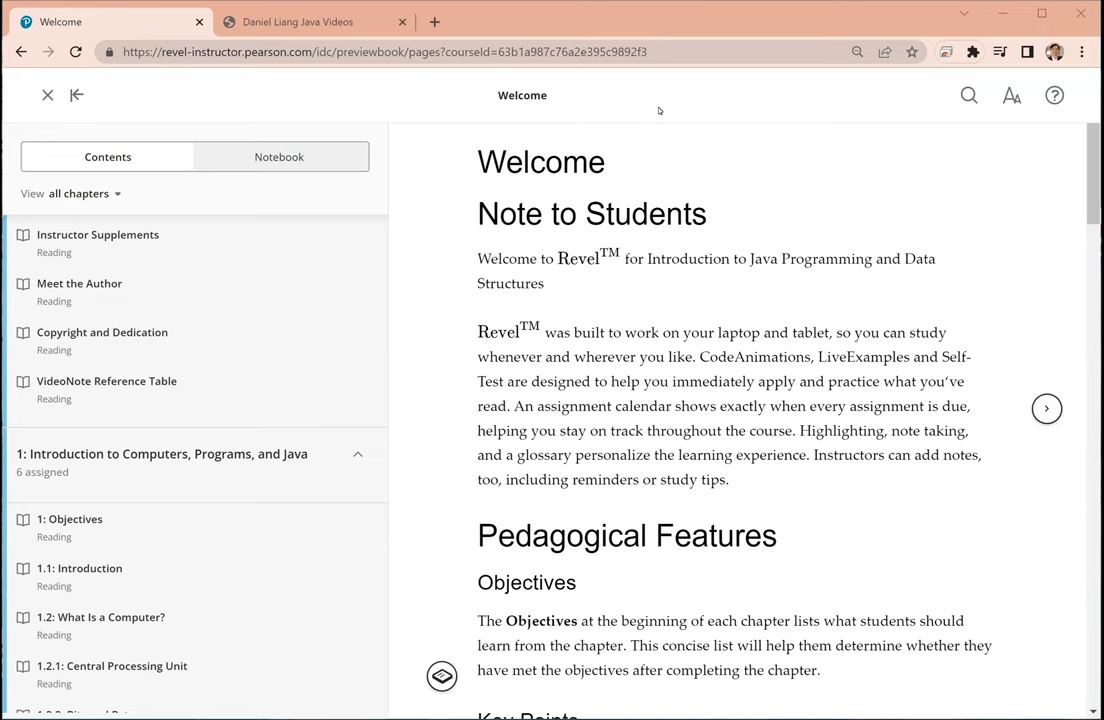 Welcome
Daniel Liang Java Videos
https://revel-instructor.pearson.com/idc/previewbook/pages?courseId=63b1a987c76a2e395c9892f3
Welcome
Contents
Notebook
View all chapters
Instructor Supplements
Reading
Meet the Author
Reading
Copyright and Dedication
Reading
VideoNote Reference Table
Reading
1: Introduction to Computers, Programs, and Java
6 assigned
1: Objectives
Reading
1.1: Introduction
Reading
1.2: What Is a Computer?
Reading
1.2.1: Central Processing Unit
Reading
Welcome
Note to Students
Welcome to Revel™ for Introduction to Java Programming and Data
Structures
Revel™ was built to work on your laptop and tablet, so you can study
whenever and wherever you like. CodeAnimations, LiveExamples and Self-
Test are designed to help you immediately apply and practice what you've
read. An assignment calendar shows exactly when every assignment is due,
helping you stay on track throughout the course. Highlighting, note taking,
and a glossary personalize the learning experience. Instructors can add notes,
too, including reminders or study tips.
Pedagogical Features
Objectives
The Objectives at the beginning of each chapter lists what students should
learn from the chapter. This concise list will help them determine whether they
have met the objectives after completing the chapter.
Key Points